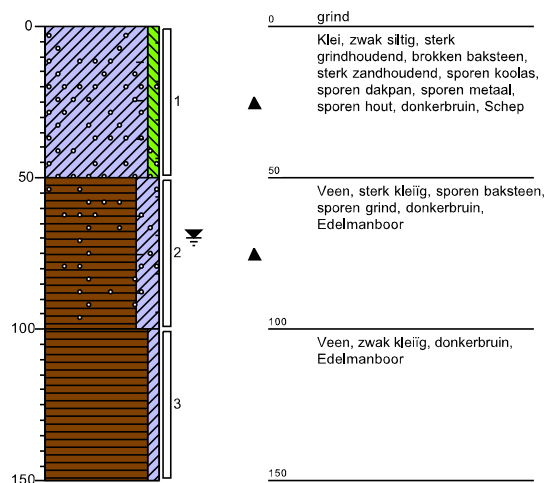 0
1
50
2
100
3
150
0
grind
Klei, zwak siltig, sterk
grindhoudend, brokken baksteen,
sterk zandhoudend, sporen koolas,
sporen dakpan, sporen metaal,
sporen hout, donkerbruin, Schep
50
Veen, sterk kleiïg, sporen baksteen,
sporen grind, donkerbruin,
Edelmanboor
100
Veen, zwak kleiïg, donkerbruin,
Edelmanboor
150